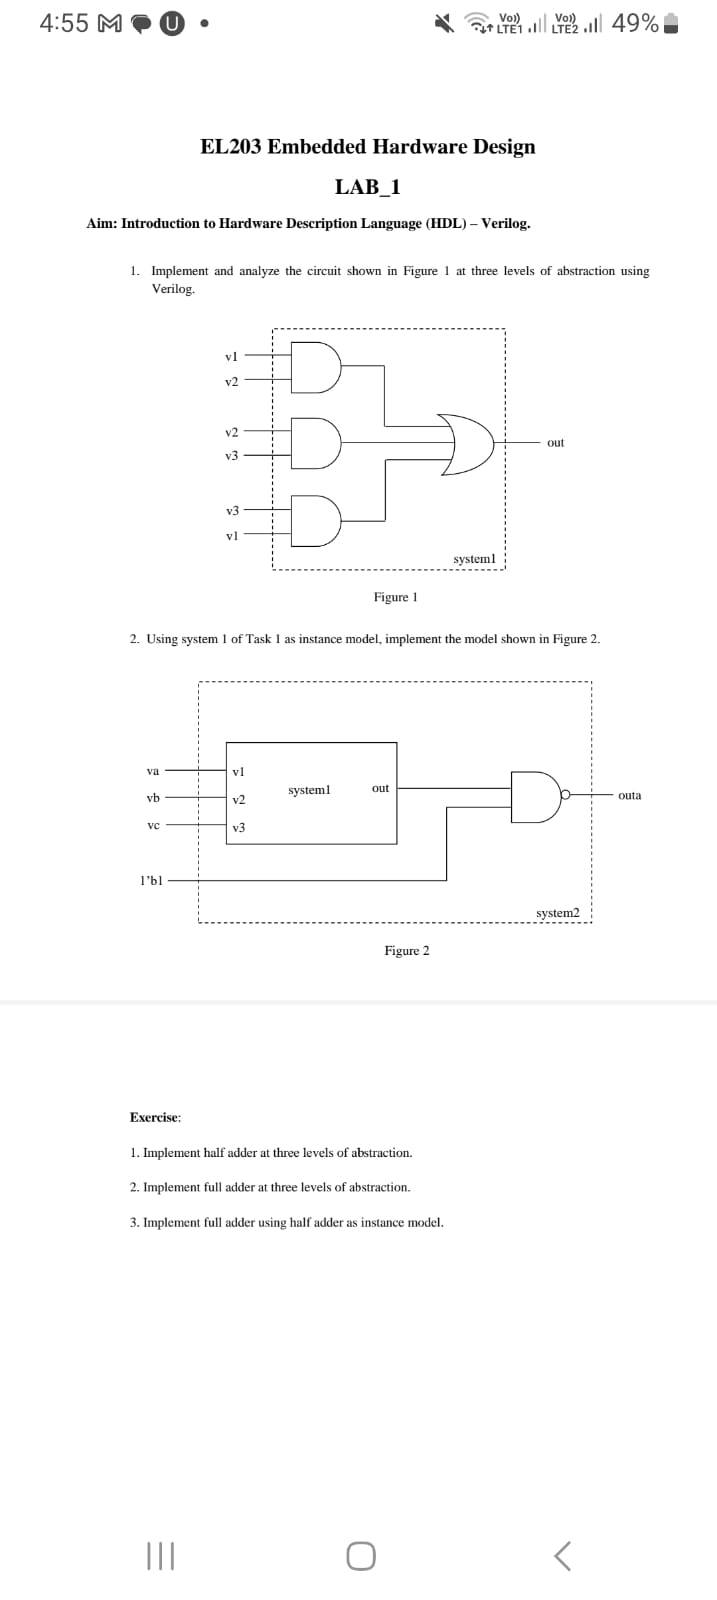 4:55 M U
Vo)) LTE1 Vo)) LTE2 49%
EL203 Embedded Hardware Design
LAB_1
Aim: Introduction to Hardware Description Language (HDL) – Verilog.
1. Implement and analyze the circuit shown in Figure 1 at three levels of abstraction using
Verilog.
v1
v2
v2
out
v3
v3
v1
system1
Figure 1
2. Using system 1 of Task 1 as instance model, implement the model shown in Figure 2.
va v1
system1 out
vb v2 outa
vc v3
1'b1
system2
Figure 2
Exercise:
1. Implement half adder at three levels of abstraction.
2. Implement full adder at three levels of abstraction.
3. Implement full adder using half adder as instance model.